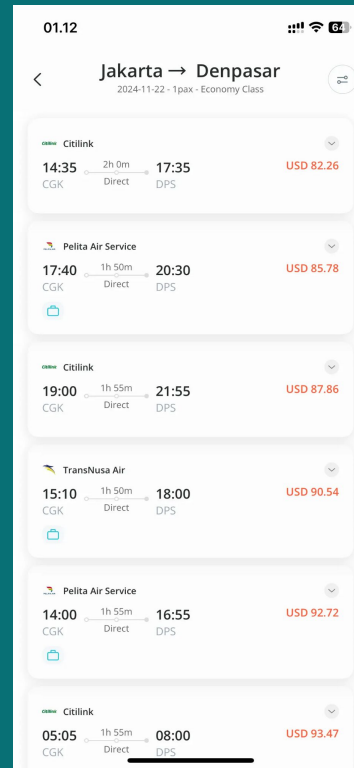 01.12
64
Jakarta → Denpasar
2024-11-22 - 1pax - Economy Class
Citilink Citilink
14:35 2h 0m 17:35 USD 82.26
CGK Direct DPS
Pelita Air Service
17:40 1h 50m 20:30 USD 85.78
CGK Direct DPS
Citilink Citilink
19:00 1h 55m 21:55 USD 87.86
CGK Direct DPS
TransNusa Air
15:10 1h 50m 18:00 USD 90.54
CGK Direct DPS
Pelita Air Service
14:00 1h 55m 16:55 USD 92.72
CGK Direct DPS
Citilink Citilink
05:05 1h 55m 08:00 USD 93.47
CGK Direct DPS